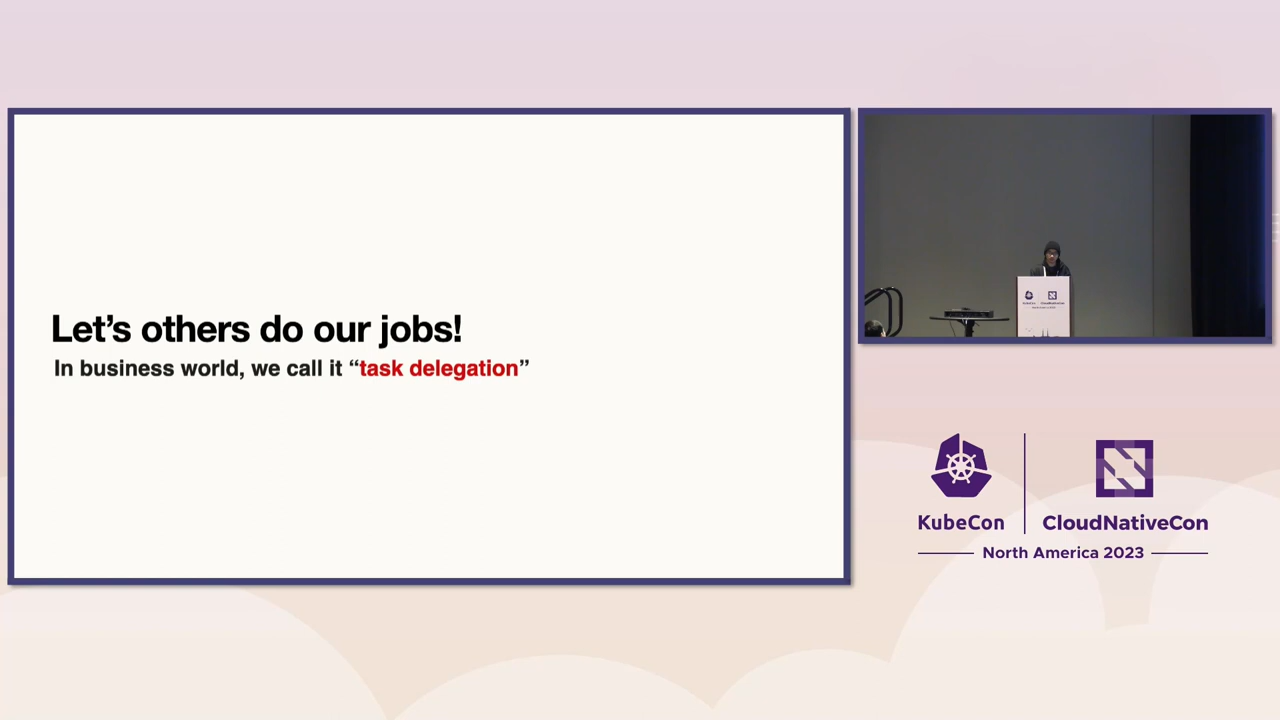 Let’s others do our jobs!
In business world, we call it “task delegation”
KubeCon
CloudNativeCon
North America 2023